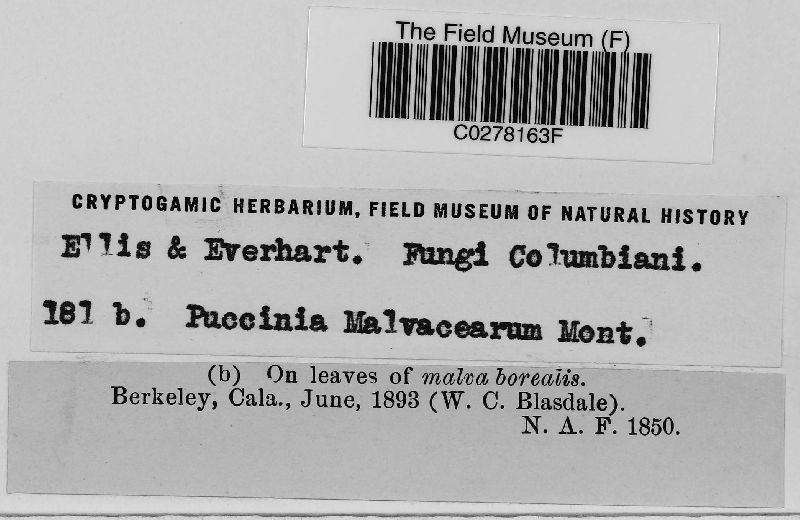 The Field Museum (F)
C0278163F
CRYPTOGAMIC HERBARIUM, FIELD MUSEUM OF NATURAL HISTORY
Ellis & Everhart. Fungi Columbiani.
181 b. Puccinia Malvacearum Mont.
(b) On leaves of malva borealis.
Berkeley, Cala., June, 1893 (W. C. Blasdale).
N. A. F. 1850.